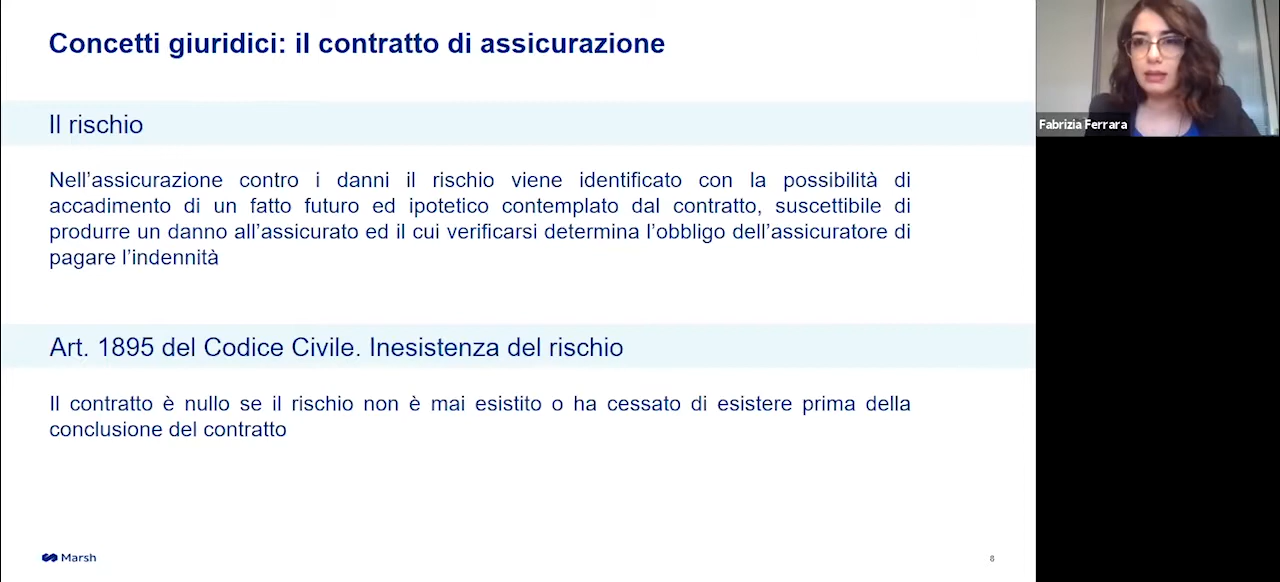 Concetti giuridici: il contratto di assicurazione
Il rischio
Nell’assicurazione contro i danni il rischio viene identificato con la possibilità di
accadimento di un fatto futuro ed ipotetico contemplato dal contratto, suscettibile di
produrre un danno all’assicurato ed il cui verificarsi determina l’obbligo dell’assicuratore di
pagare l’indennità
Art. 1895 del Codice Civile. Inesistenza del rischio
Il contratto è nullo se il rischio non è mai esistito o ha cessato di esistere prima della
conclusione del contratto
Marsh
Fabrizia Ferrara